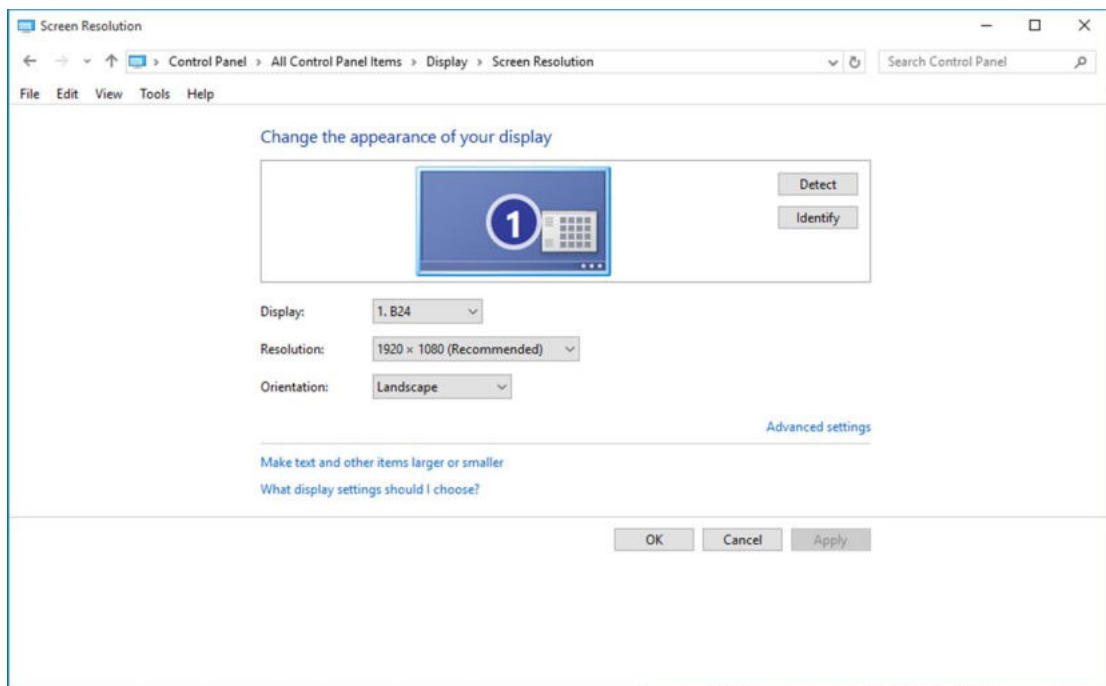 Screen Resolution
Control Panel › All Control Panel Items › Display › Screen Resolution
Search Control Panel
File Edit View Tools Help
Change the appearance of your display
1
Detect
Identify
Display: 1. B24
Resolution: 1920 × 1080 (Recommended)
Orientation: Landscape
Advanced settings
Make text and other items larger or smaller
What display settings should I choose?
OK Cancel Apply